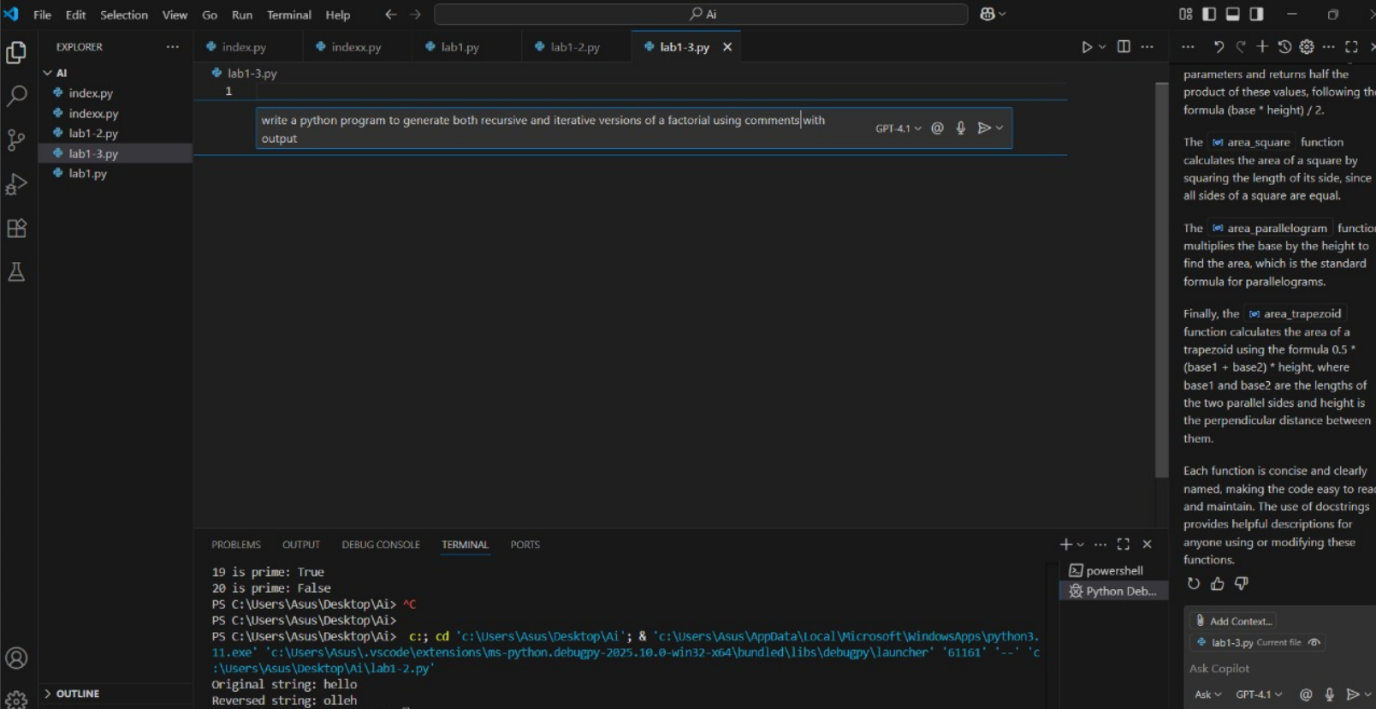 File Edit Selection View Go Run Terminal Help
Ai
EXPLORER
AI
index.py
indexx.py
lab1-2.py
lab1-3.py
lab1.py
OUTLINE
index.py indexx.py lab1.py lab1-2.py lab1-3.py
lab1-3.py
1
write a python program to generate both recursive and iterative versions of a factorial using comments with
output
GPT-4.1
PROBLEMS OUTPUT DEBUG CONSOLE TERMINAL PORTS
19 is prime: True
20 is prime: False
PS C:\Users\Asus\Desktop\Ai> ^C
PS C:\Users\Asus\Desktop\Ai>
PS C:\Users\Asus\Desktop\Ai> c:; cd 'c:\Users\Asus\Desktop\Ai'; & 'c:\Users\Asus\AppData\Local\Microsoft\WindowsApps\python3.
11.exe' 'c:\Users\Asus\.vscode\extensions\ms-python.debugpy-2025.10.0-win32-x64\bundled\libs\debugpy\launcher' '61161' '--' 'c
:\Users\Asus\Desktop\Ai\lab1-2.py'
Original string: hello
Reversed string: olleh
powershell
Python Deb...
parameters and returns half the
product of these values, following the
formula (base * height) / 2.
The area_square function
calculates the area of a square by
squaring the length of its side, since
all sides of a square are equal.
The area_parallelogram function
multiplies the base by the height to
find the area, which is the standard
formula for parallelograms.
Finally, the area_trapezoid
function calculates the area of a
trapezoid using the formula 0.5 *
(base1 + base2) * height, where
base1 and base2 are the lengths of
the two parallel sides and height is
the perpendicular distance between
them.
Each function is concise and clearly
named, making the code easy to read
and maintain. The use of docstrings
provides helpful descriptions for
anyone using or modifying these
functions.
Add Context...
lab1-3.py Current file
Ask Copilot
Ask GPT-4.1